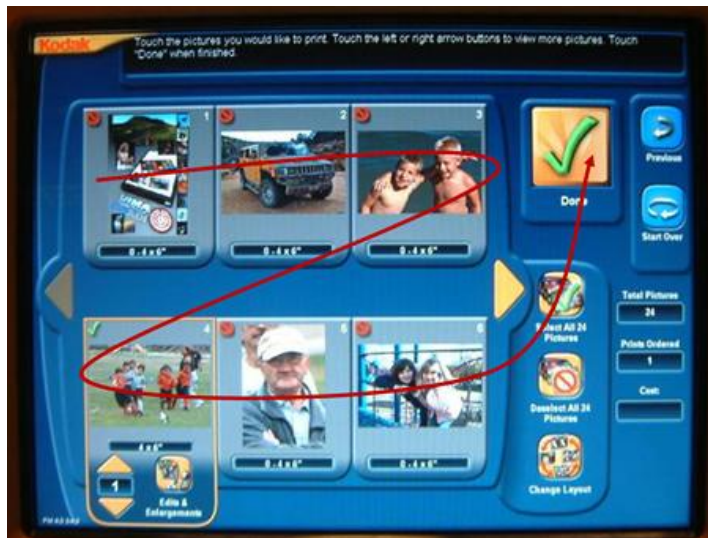 Kodak
Touch the pictures you would like to print. Touch the left or right arrow buttons to view more pictures. Touch
"Done" when finished.
1
2
3
Done
Previous
Start Over
0 - 4 x 6"
0 - 4 x 6"
0 - 4 x 6"
4
5
6
Select All 24
Pictures
Total Pictures
24
Prints Ordered
1
Cost:
Deselect All 24
Pictures
4 x 6"
0 - 4 x 6"
0 - 4 x 6"
1
Edits &
Enlargements
Change Layout